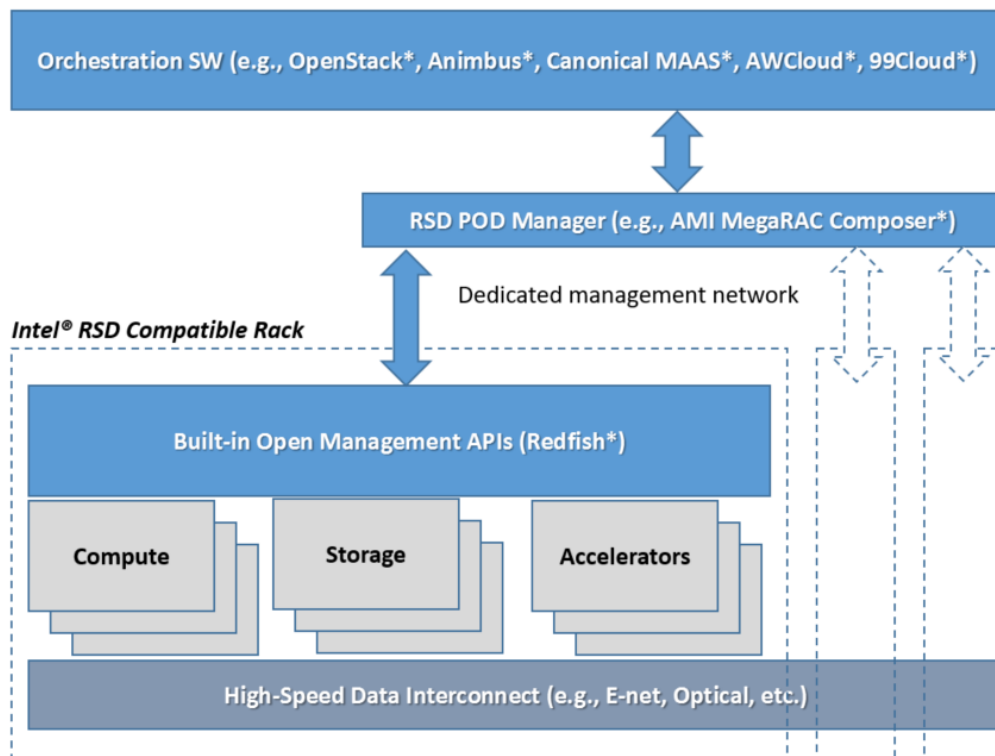 Orchestration SW (e.g., OpenStack*, Animbus*, Canonical MAAS*, AWCloud*, 99Cloud*)
RSD POD Manager (e.g., AMI MegaRAC Composer*)
Dedicated management network
Intel® RSD Compatible Rack
Built-in Open Management APIs (Redfish*)
Compute
Storage
Accelerators
High-Speed Data Interconnect (e.g., E-net, Optical, etc.)